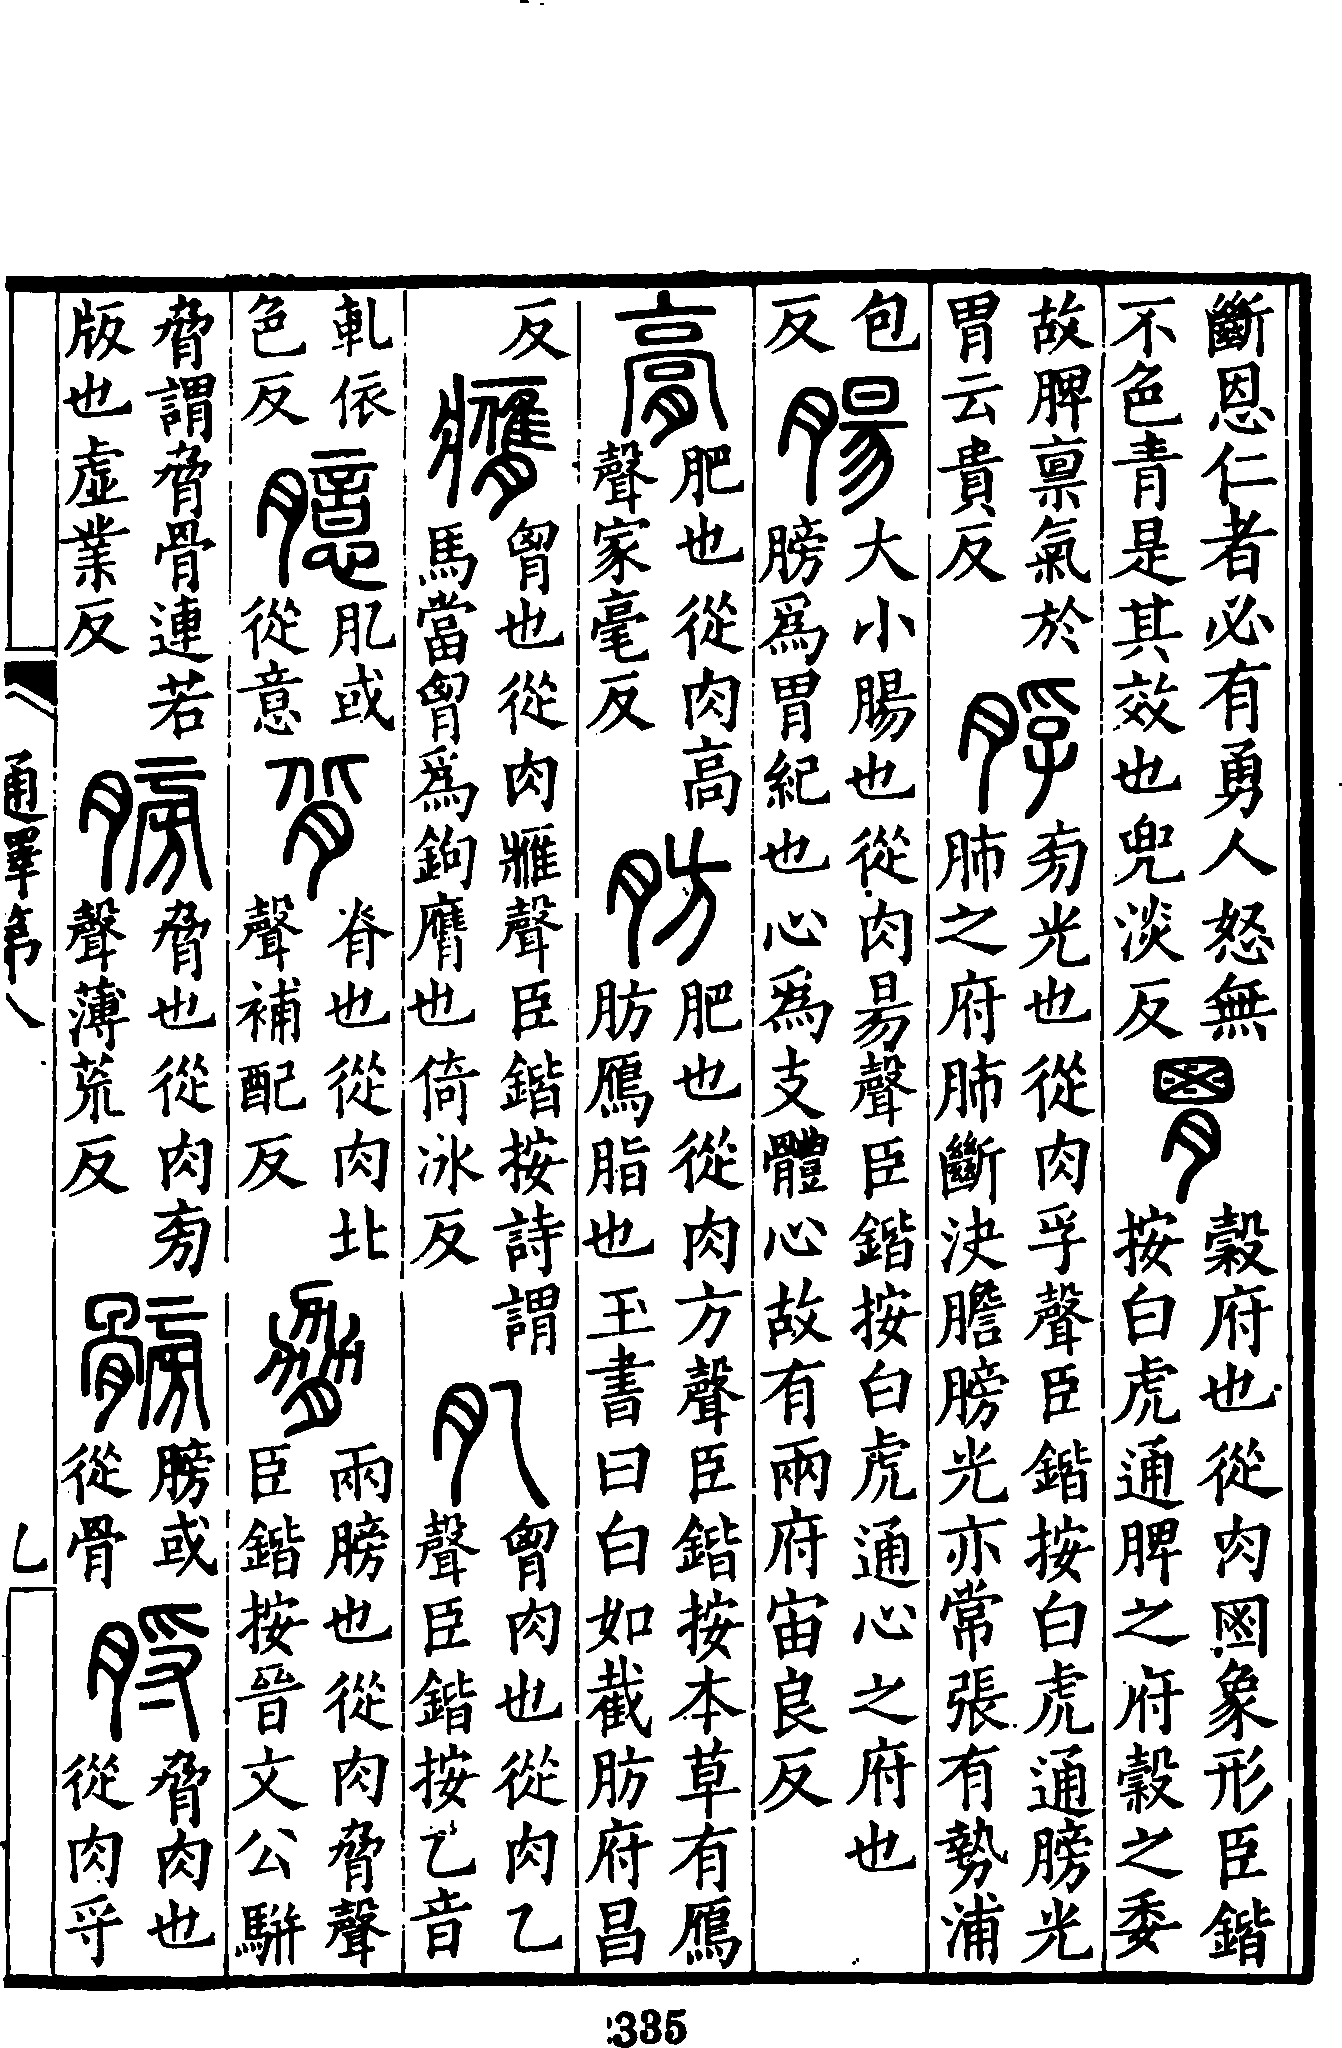 斷恩仁者必有勇人怒無
不色青是其效也兜淡反
胃
穀府也從肉𡇒象形臣鍇
按白虎通脾之府穀之委
故脾稟氣於
胃云貴反
脬
膀光也從肉孚聲臣鍇按白虎通膀光
肺之府肺斷決膽膀光亦常張有勢浦
包
反
腸
大小腸也從肉昜聲臣鍇按白虎通心之府也
膀爲胃紀也心爲支體心故有兩府宙良反
膏
肥也從肉高
聲家毫反
肪
肥也從肉方聲臣鍇按本草有鴈
肪鴈脂也玉書曰白如截肪府昌
反
膺
匈也從肉𤸰聲臣鍇按詩謂
馬當匈爲鉤膺也倚冰反
肊
匈肉也從肉乙
聲臣鍇按乙音
軋依
色反
臆
肊或
從意
背
脊也從肉北
聲補配反
脅
兩膀也從肉劦聲
臣鍇按晉文公駢
脅謂脅骨連若
版也虛業反
膀
脅也從肉旁
聲薄荒反
髈
膀或
從骨
脟
脅肉也
從肉寽
通釋第八
乙
335